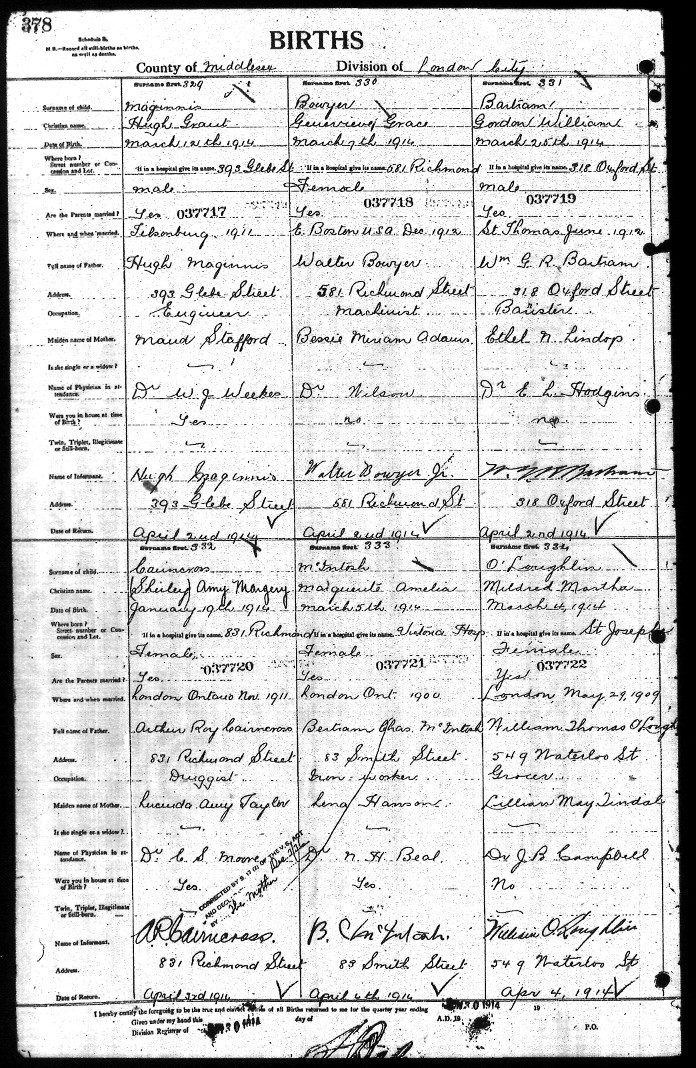 378
Schedule B.
N B.—Record all still-births as births, as well as deaths.
BIRTHS
County of Middlesex Division of London City
Surname first. 329 Surname first. 330 Surname first. 331
Surname of child. Maginnis Bowyer Bartram
Christian name. Hugh Grant Genevieve Grace Gordon William
Date of Birth. March 12th 1914 March 7th 1914 March 25th 1914
Where born? Street number or Concession and Lot. If in a hospital give its name. 393 Glebe St If in a hospital give its name. 581 Richmond If in a hospital give its name. 318 Oxford St
Sex. male Female male
037717 037718 037719
Are the Parents married? Yes Yes Yes
Where and when married. Tilsonburg 1911 E. Boston USA Dec 1912 St Thomas June 1912
Full name of Father. Hugh Maginnis Walter Bowyer Wm G. R. Bartram
Address. 393 Glebe Street 581 Richmond Street 318 Oxford Street
Occupation. Engineer Machinist Barrister
Maiden name of Mother. Maud Stafford Bessie Miriam Adams Ethel N. Lindop
Is she single or a widow?
Name of Physician in attendance. Dr W J Weekes Dr Wilson Dr E. L. Hodgins
Were you in house at time of Birth? Yes no no
Twin, Triplet, Illegitimate or Still-born.
Name of Informant. Hugh Maginnis Walter Bowyer Jr.
Address. 393 Glebe Street 581 Richmond St 318 Oxford Street
Date of Return. April 2nd 1914 April 2nd 1914 April 2nd 1914
Surname first. 332 Surname first. 333 Surname first. 334
Surname of child. Cairncross McIntosh O'Loughlin
Christian name. (Shirley) Amy Margery Marguerite Amelia Mildred Martha
Date of Birth. January 19th 1914 March 5th 1914 March 4, 1914
Where born? Street number or Concession and Lot. If in a hospital give its name. 831 Richmond If in a hospital give its name. Victoria Hosp If in a hospital give its name. St Josephs
Sex. Female Female Female
037720 037721 037722
Are the Parents married? Yes Yes Yes
Where and when married. London Ontario Nov. 1911 London Ont. 1900 London May 29, 1909
Full name of Father. Arthur Roy Cairncross Bertram Chas. McIntosh William Thomas O'Lough
Address. 831 Richmond Street 83 Smith Street 549 Waterloo St
Occupation. Druggist Iron worker Grocer
Maiden name of Mother. Lucinda Amy Taylor Lena Hanson Lillian May Tindal
Is she single or a widow?
Name of Physician in attendance. Dr C. S. Moore Dr N. H. Beal Dr J. B. Campbell
CORRECTED BY S. 17 (2) OF THE V.S. ACT
AND DECL.
BY the Mother
Were you in house at time of Birth? Yes Yes No
Twin, Triplet, Illegitimate or Still-born.
Name of Informant. A R Cairncross. B. C McIntosh. William O'Loughlin
Address. 831 Richmond Street 83 Smith Street 549 Waterloo St
Date of Return. April 3rd 1914 April 4th 1914 Apr 4, 1914
I hereby certify the foregoing to be the true and correct entries of all Births returned to me for the quarter year ending 30 1914 19
Given under my hand this 30 1914 day of A.D. 19
Division Registrar of P.O.